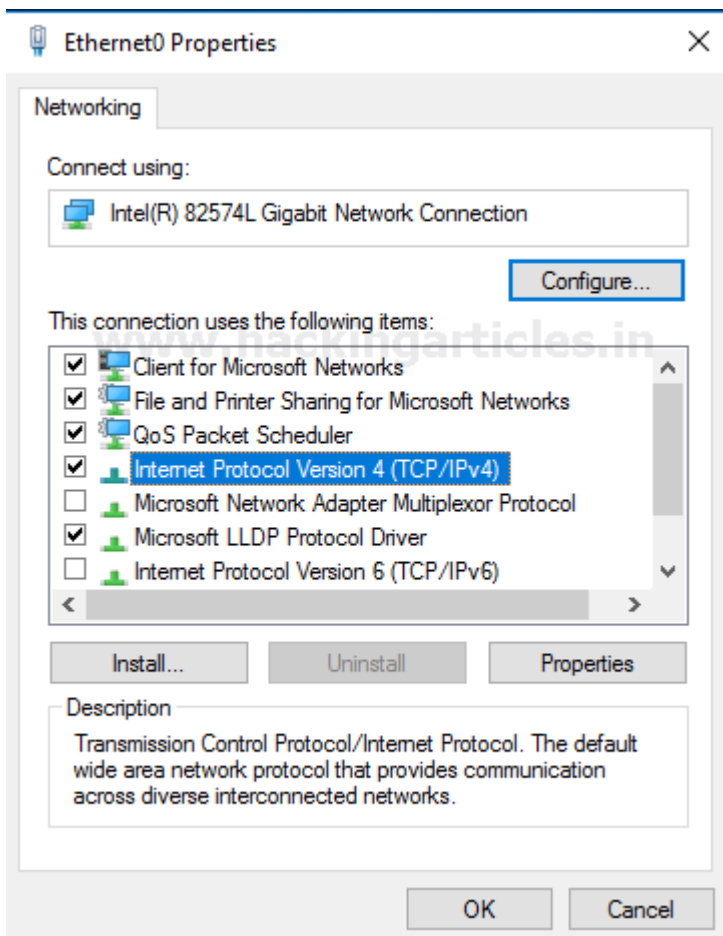 Ethernet0 Properties
Networking
Connect using:
Intel(R) 82574L Gigabit Network Connection
Configure...
This connection uses the following items:
www.hackingarticles.in
Client for Microsoft Networks
File and Printer Sharing for Microsoft Networks
QoS Packet Scheduler
Internet Protocol Version 4 (TCP/IPv4)
Microsoft Network Adapter Multiplexor Protocol
Microsoft LLDP Protocol Driver
Internet Protocol Version 6 (TCP/IPv6)
Install...
Uninstall
Properties
Description
Transmission Control Protocol/Internet Protocol. The default
wide area network protocol that provides communication
across diverse interconnected networks.
OK
Cancel